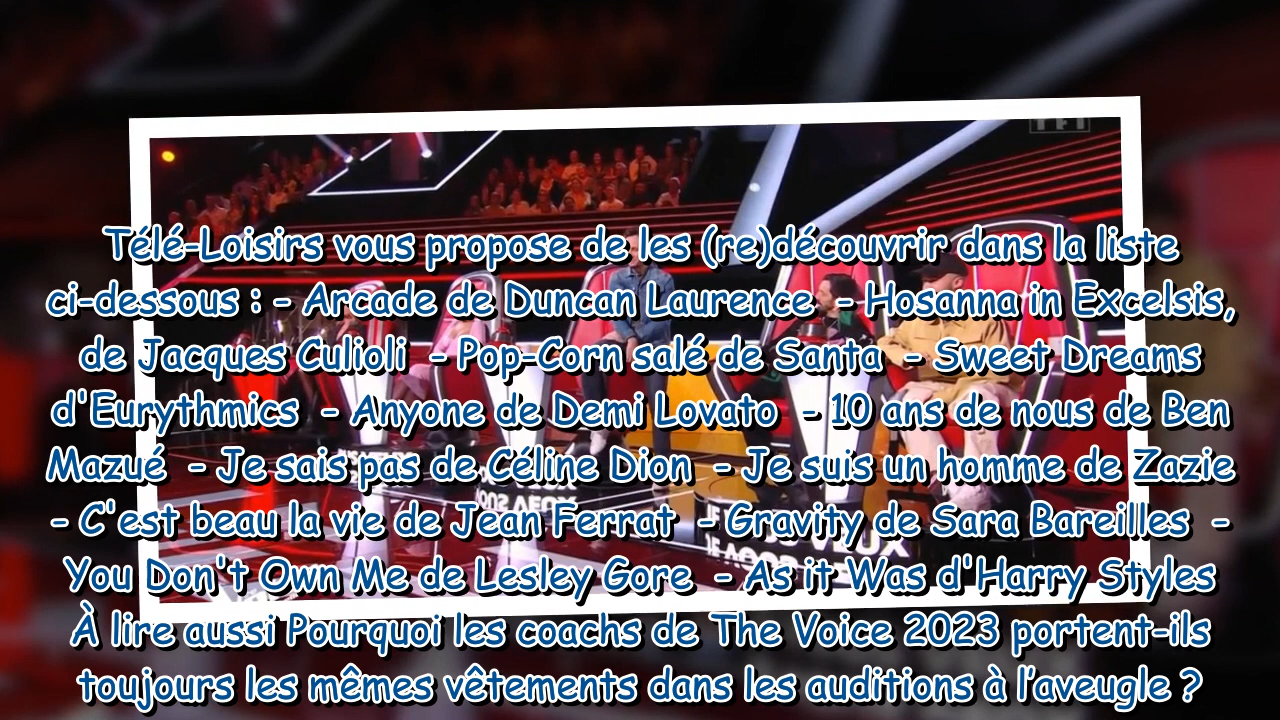 TF1
Télé-Loisirs vous propose de les (re)découvrir dans la liste
ci-dessous : - Arcade de Duncan Laurence - Hosanna in Excelsis,
de Jacques Culioli - Pop-Corn salé de Santa - Sweet Dreams
d'Eurythmics - Anyone de Demi Lovato - 10 ans de nous de Ben
Mazué - Je sais pas de Céline Dion - Je suis un homme de Zazie
- C'est beau la vie de Jean Ferrat - Gravity de Sara Bareilles -
You Don't Own Me de Lesley Gore - As it Was d'Harry Styles
À lire aussi Pourquoi les coachs de The Voice 2023 portent-ils
toujours les mêmes vêtements dans les auditions à l’aveugle ?